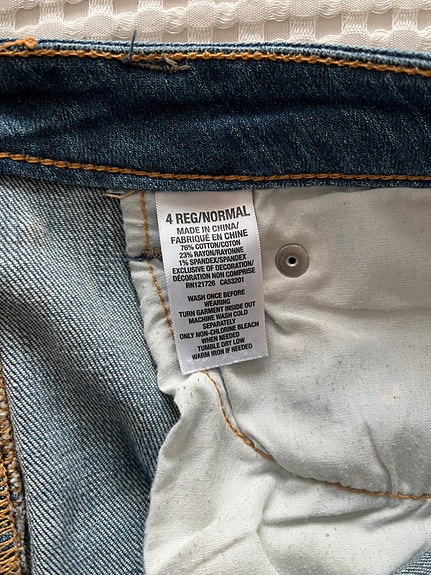 4 REG/NORMAL
MADE IN CHINA/
FABRIQUÉ EN CHINE
76% COTTON/COTON
23% RAYON/RAYONNE
1% SPANDEX/SPANDEX
EXCLUSIVE OF DECORATION/
DÉCORATION NON COMPRISE
RN121726 CA53201
WASH ONCE BEFORE
WEARING
TURN GARMENT INSIDE OUT
MACHINE WASH COLD
SEPARATELY
ONLY NON-CHLORINE BLEACH
WHEN NEEDED
TUMBLE DRY LOW
WARM IRON IF NEEDED